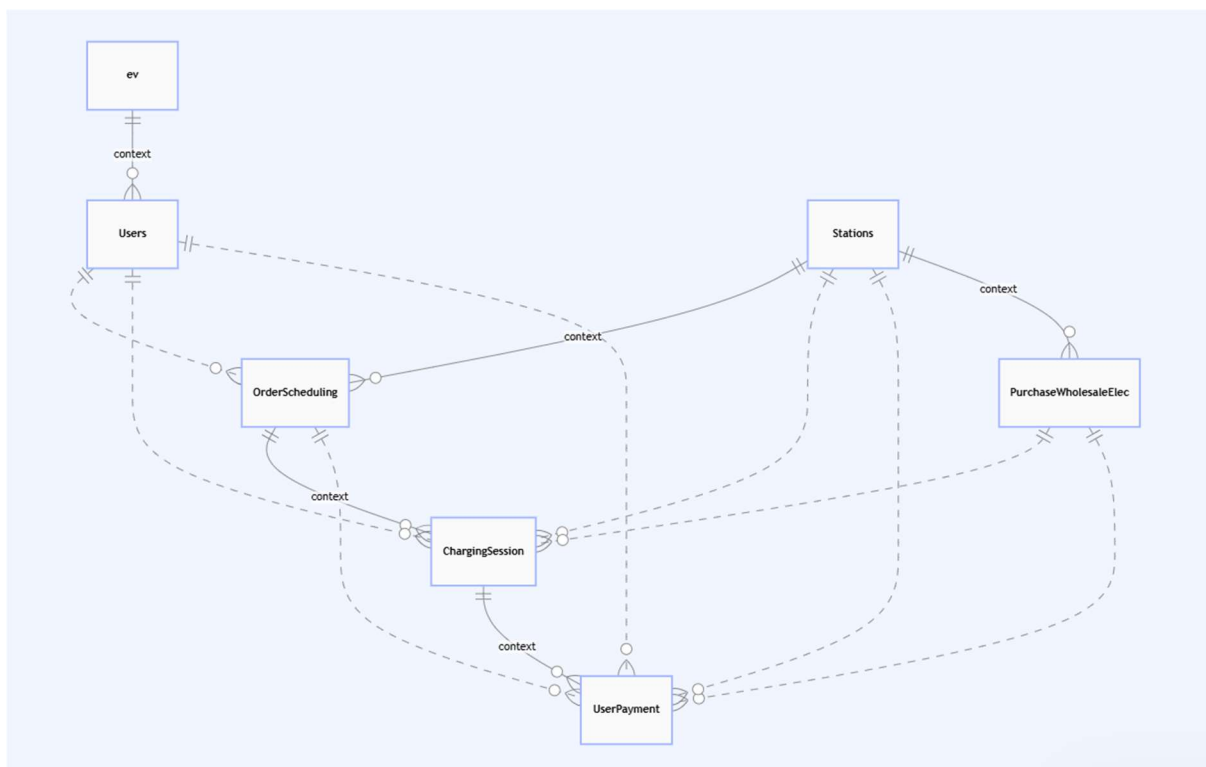 ev
context
Users
Stations
context
context
OrderScheduling
PurchaseWholesaleElec
context
ChargingSession
context
UserPayment